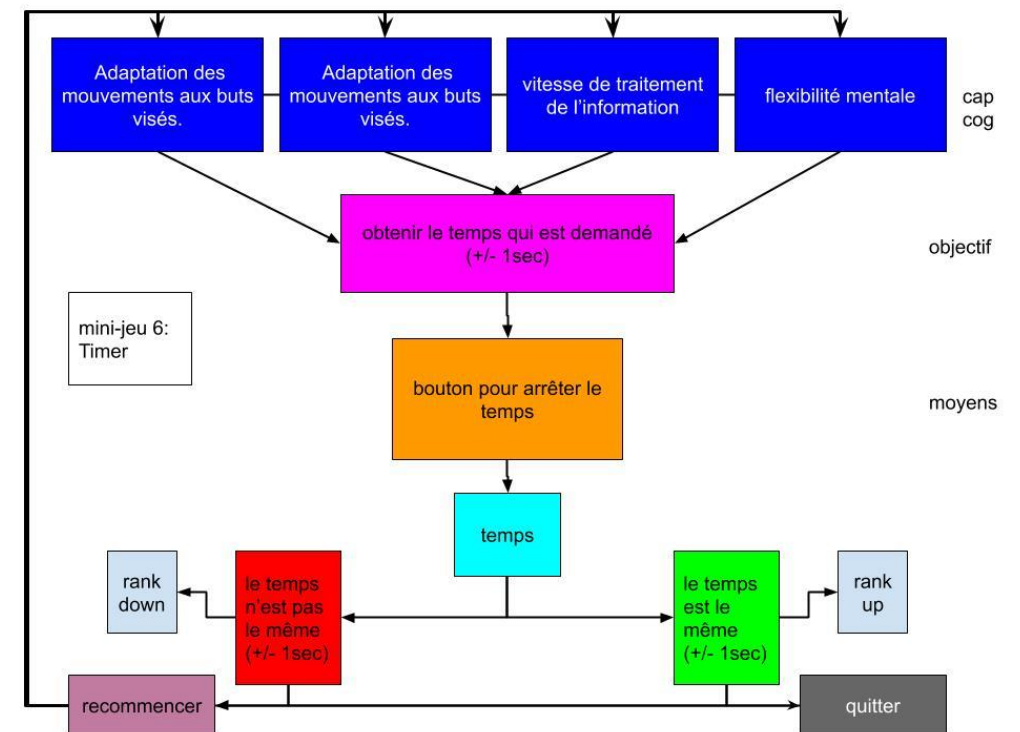 Adaptation des
mouvements aux buts
visés.
Adaptation des
mouvements aux buts
visés.
vitesse de traitement
de l'information
flexibilité mentale
cap
cog
obtenir le temps qui est demandé
(+/- 1sec)
objectif
mini-jeu 6:
Timer
bouton pour arrêter le
temps
moyens
temps
rank
down
le temps
n'est pas
le même
(+/- 1sec)
le temps
est le
même
(+/- 1sec)
rank
up
recommencer
quitter